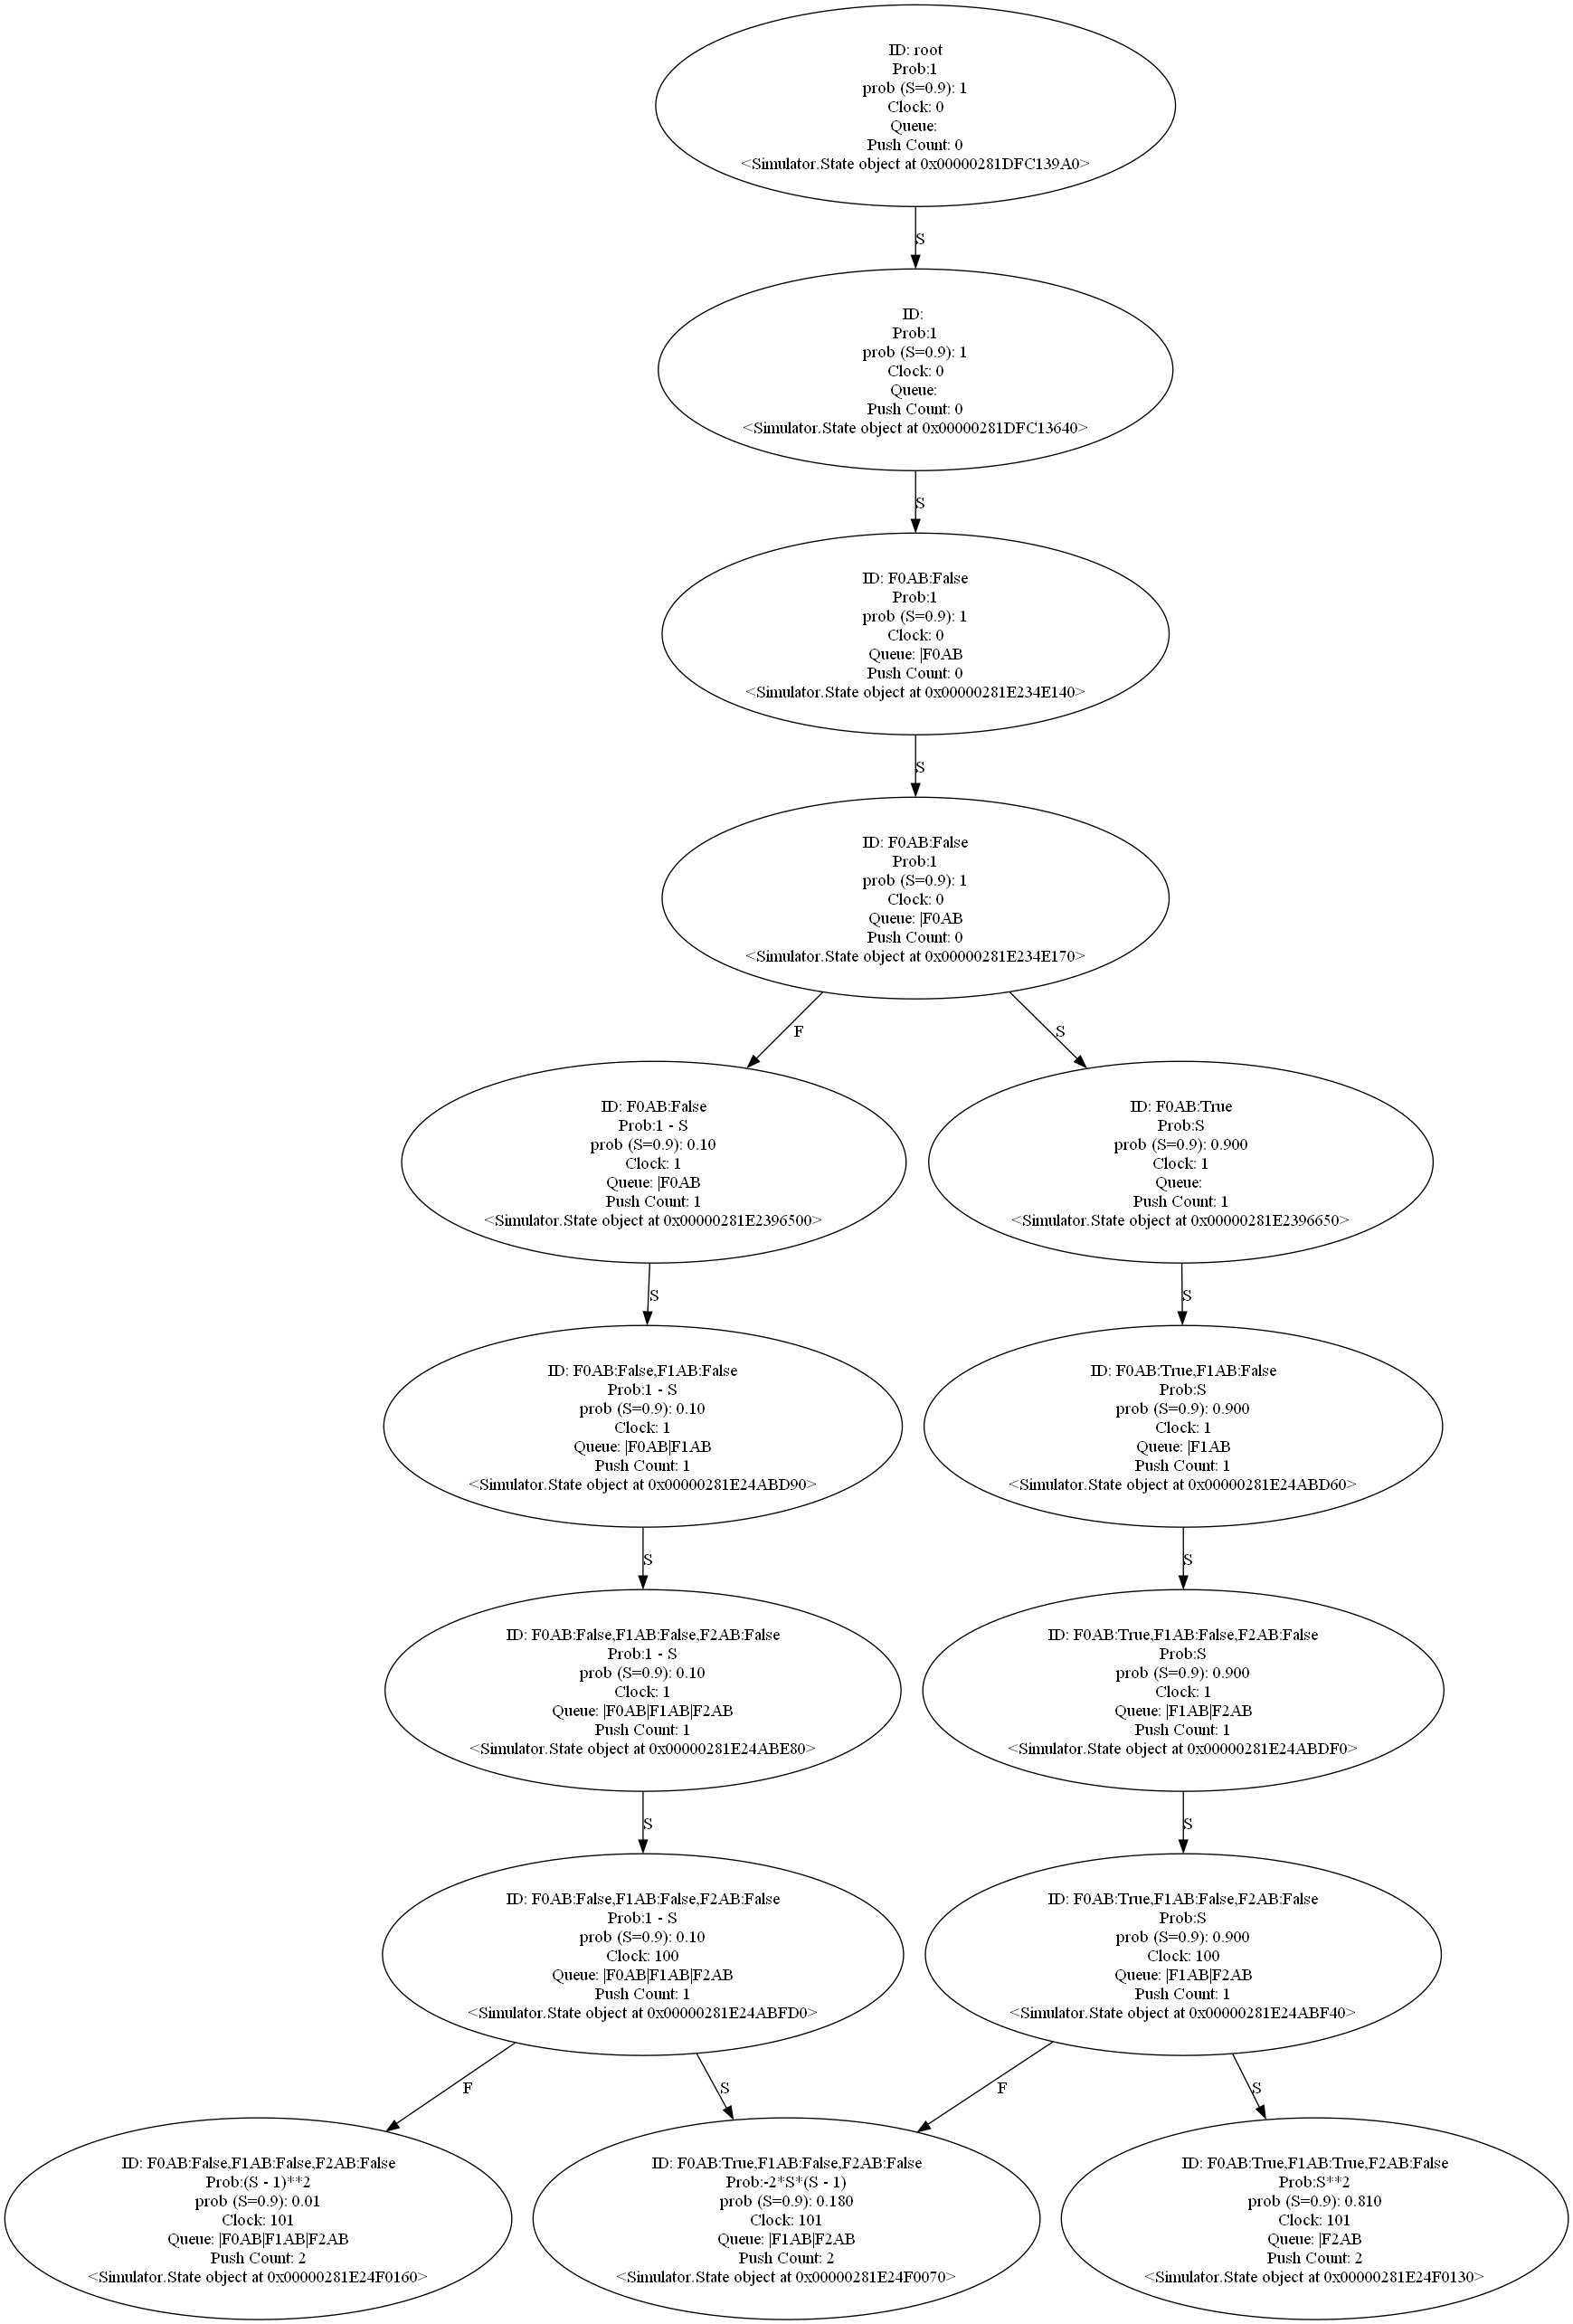 ID: root
Prob:1
prob (S=0.9): 1
Clock: 0
Queue:
Push Count: 0
<Simulator.State object at 0x00000281DFC139A0>
S
ID:
Prob:1
prob (S=0.9): 1
Clock: 0
Queue:
Push Count: 0
<Simulator.State object at 0x00000281DFC13640>
S
ID: F0AB:False
Prob:1
prob (S=0.9): 1
Clock: 0
Queue: |F0AB
Push Count: 0
<Simulator.State object at 0x00000281E234E140>
S
ID: F0AB:False
Prob:1
prob (S=0.9): 1
Clock: 0
Queue: |F0AB
Push Count: 0
<Simulator.State object at 0x00000281E234E170>
F
S
ID: F0AB:False
Prob:1 - S
prob (S=0.9): 0.10
Clock: 1
Queue: |F0AB
Push Count: 1
<Simulator.State object at 0x00000281E2396500>
ID: F0AB:True
Prob:S
prob (S=0.9): 0.900
Clock: 1
Queue:
Push Count: 1
<Simulator.State object at 0x00000281E2396650>
S
S
ID: F0AB:False,F1AB:False
Prob:1 - S
prob (S=0.9): 0.10
Clock: 1
Queue: |F0AB|F1AB
Push Count: 1
<Simulator.State object at 0x00000281E24ABD90>
ID: F0AB:True,F1AB:False
Prob:S
prob (S=0.9): 0.900
Clock: 1
Queue: |F1AB
Push Count: 1
<Simulator.State object at 0x00000281E24ABD60>
S
S
ID: F0AB:False,F1AB:False,F2AB:False
Prob:1 - S
prob (S=0.9): 0.10
Clock: 1
Queue: |F0AB|F1AB|F2AB
Push Count: 1
<Simulator.State object at 0x00000281E24ABE80>
ID: F0AB:True,F1AB:False,F2AB:False
Prob:S
prob (S=0.9): 0.900
Clock: 1
Queue: |F1AB|F2AB
Push Count: 1
<Simulator.State object at 0x00000281E24ABDF0>
S
S
ID: F0AB:False,F1AB:False,F2AB:False
Prob:1 - S
prob (S=0.9): 0.10
Clock: 100
Queue: |F0AB|F1AB|F2AB
Push Count: 1
<Simulator.State object at 0x00000281E24ABFD0>
ID: F0AB:True,F1AB:False,F2AB:False
Prob:S
prob (S=0.9): 0.900
Clock: 100
Queue: |F1AB|F2AB
Push Count: 1
<Simulator.State object at 0x00000281E24ABF40>
F
S
F
S
ID: F0AB:False,F1AB:False,F2AB:False
Prob:(S - 1)**2
prob (S=0.9): 0.01
Clock: 101
Queue: |F0AB|F1AB|F2AB
Push Count: 2
<Simulator.State object at 0x00000281E24F0160>
ID: F0AB:True,F1AB:False,F2AB:False
Prob:-2*S*(S - 1)
prob (S=0.9): 0.180
Clock: 101
Queue: |F1AB|F2AB
Push Count: 2
<Simulator.State object at 0x00000281E24F0070>
ID: F0AB:True,F1AB:True,F2AB:False
Prob:S**2
prob (S=0.9): 0.810
Clock: 101
Queue: |F2AB
Push Count: 2
<Simulator.State object at 0x00000281E24F0130>